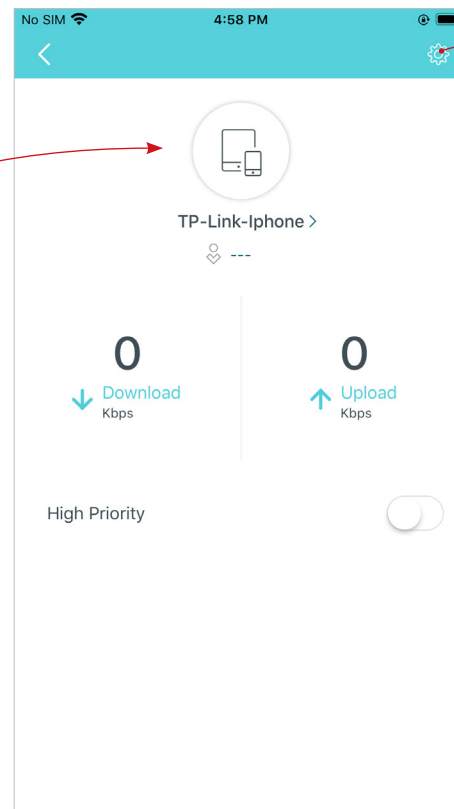 No SIM 4:58 PM
TP-Link-Iphone >
---
0 0
Download Upload
Kbps Kbps
High Priority